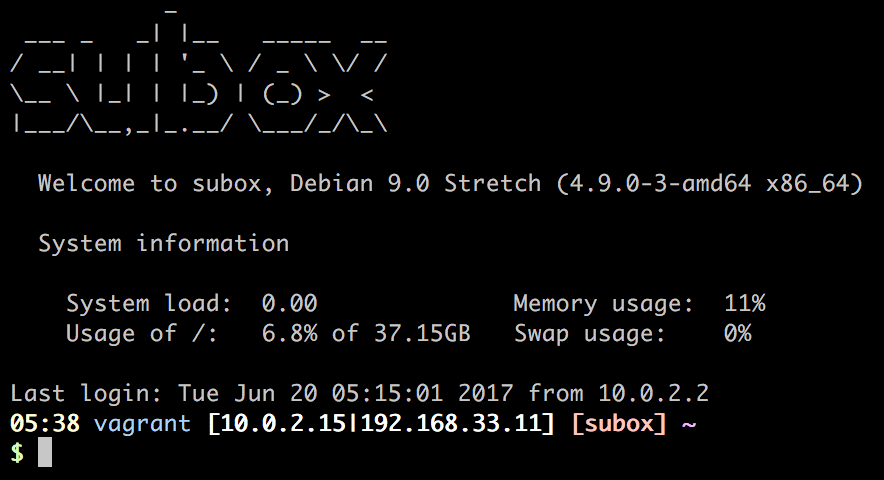 _
 ___ _   _| |__   _____  __
/ __| | | | '_ \ / _ \ \/ /
\__ \ |_| | |_) | (_) >  <
|___/\__,_|_.__/ \___/_/\_\
Welcome to subox, Debian 9.0 Stretch (4.9.0-3-amd64 x86_64)
System information
System load:  0.00              Memory usage:  11%
Usage of /:   6.8% of 37.15GB   Swap usage:    0%
Last login: Tue Jun 20 05:15:01 2017 from 10.0.2.2
05:38 vagrant [10.0.2.15|192.168.33.11] [subox] ~
$